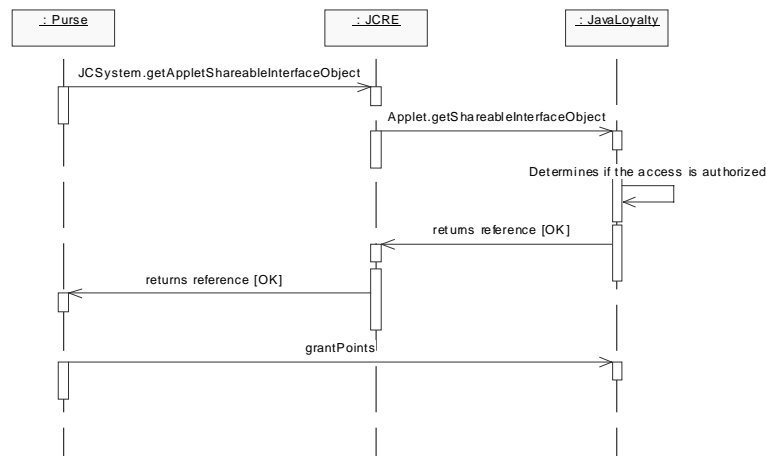 : Purse
: JCRE
: JavaLoyalty
JCSystem.getAppletShareableInterfaceObject
Applet.getShareableInterfaceObject
Determines if the access is authorized
returns reference [OK]
returns reference [OK]
grantPoints